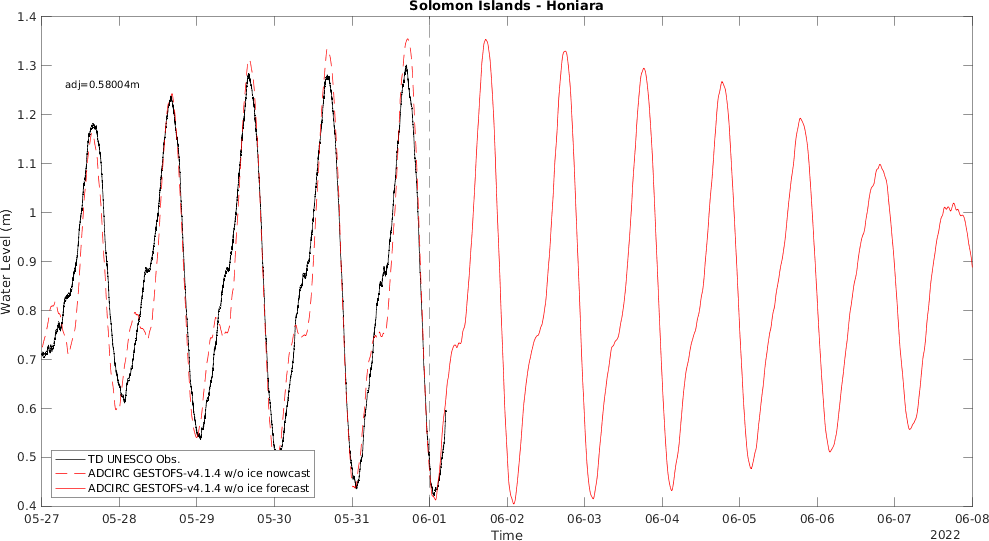 Solomon Islands - Honiara
adj=0.58004m
Water Level (m)
1.4
1.3
1.2
1.1
1
0.9
0.8
0.7
0.6
0.5
0.4
TD UNESCO Obs.
ADCIRC GESTOFS-v4.1.4 w/o ice nowcast
ADCIRC GESTOFS-v4.1.4 w/o ice forecast
05-27 05-28 05-29 05-30 05-31 06-01 06-02 06-03 06-04 06-05 06-06 06-07 06-08
Time
2022